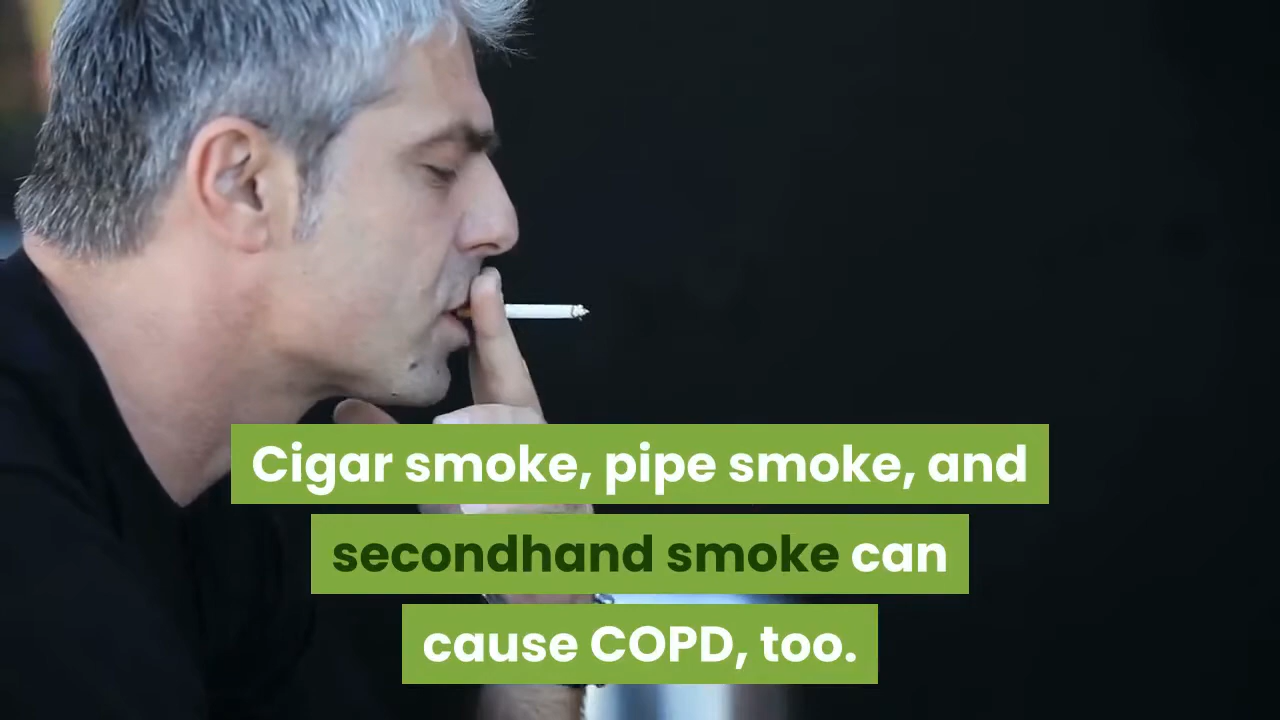 Cigar smoke, pipe smoke, and
secondhand smoke can
cause COPD, too.